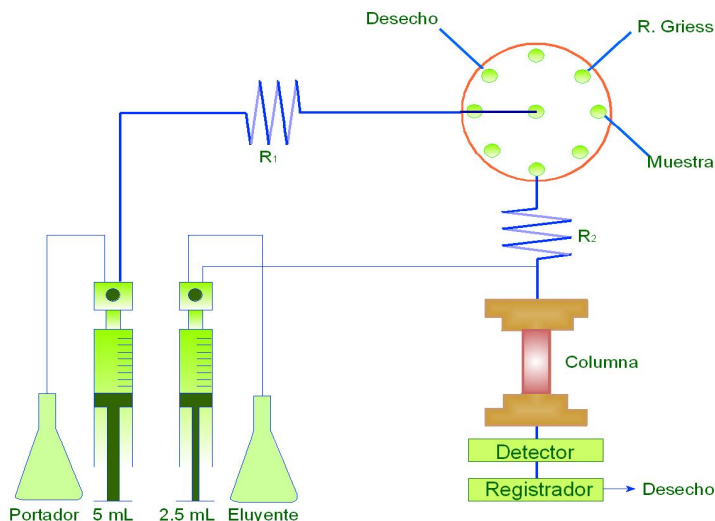 Desecho
R. Griess
R1
Muestra
R2
Columna
Detector
Registrador
Desecho
Portador
5 mL
2.5 mL
Eluyente